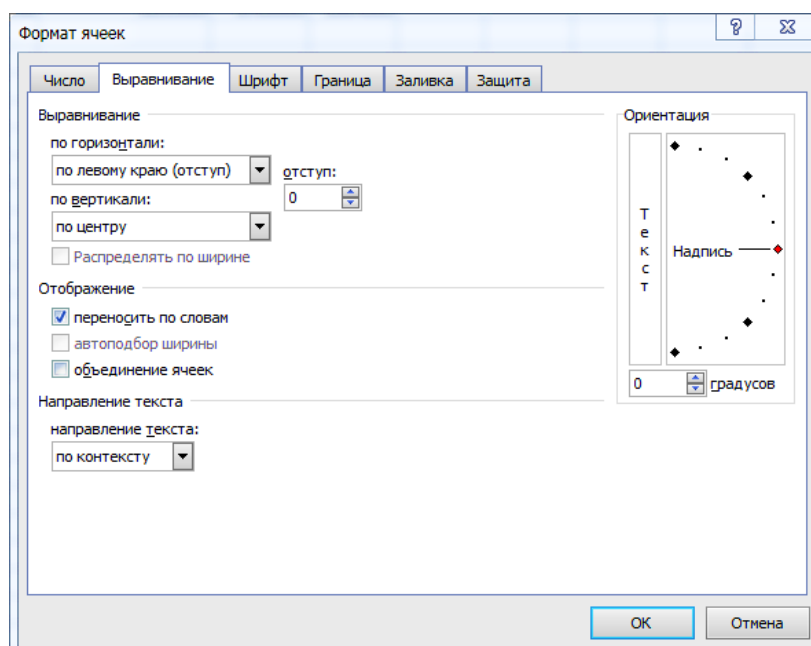 Формат ячеек
Число Выравнивание Шрифт Граница Заливка Защита
Выравнивание
по горизонтали:
по левому краю (отступ)
отступ:
0
по вертикали:
по центру
Распределять по ширине
Отображение
переносить по словам
автоподбор ширины
объединение ячеек
Направление текста
направление текста:
по контексту
Ориентация
Текст
Надпись
0 градусов
ОК Отмена